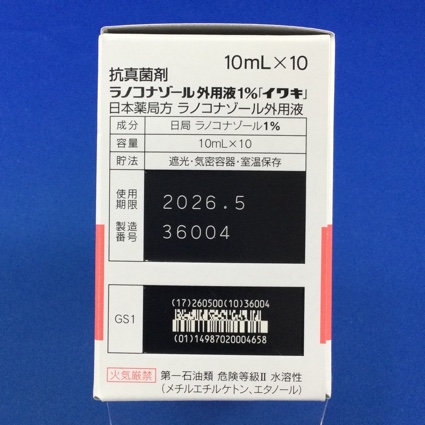 10mL×10
抗真菌剤
ラノコナゾール外用液1%「イワキ」
日本薬局方 ラノコナゾール外用液
成分 日局 ラノコナゾール1%
容量 10mL×10
貯法 遮光・気密容器・室温保存
使用期限 2026.5
製造番号 36004
(17)260500(10)36004
GS1
(01)14987020004658
火気厳禁 第一石油類 危険等級Ⅱ 水溶性
(メチルエチルケトン、エタノール)